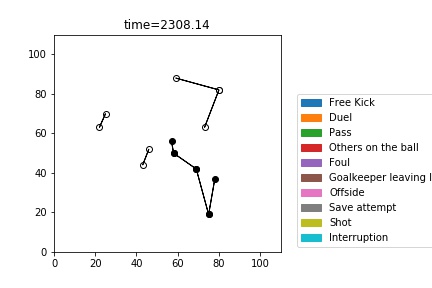 time=2308.14
100
80
60
40
20
0
0 20 40 60 80 100
Free Kick
Duel
Pass
Others on the ball
Foul
Goalkeeper leaving l
Offside
Save attempt
Shot
Interruption